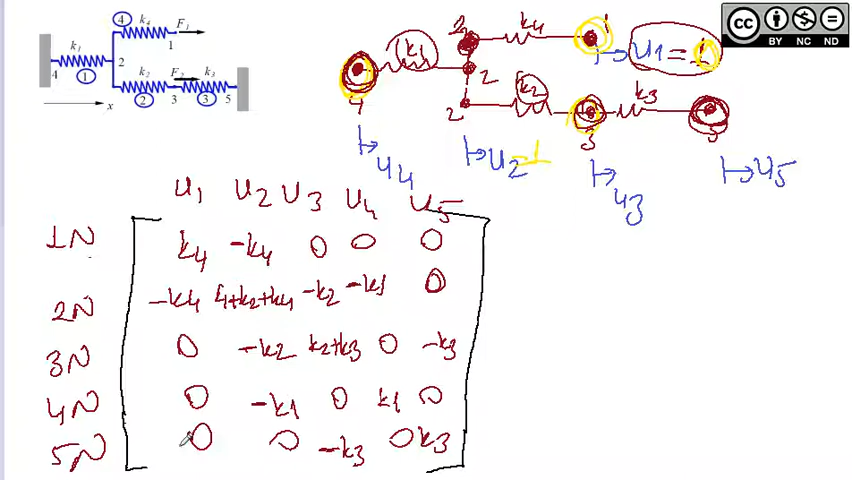 ④ k₄ F₁
k₁ 1
4 ① 2
k₂ F₃ k₃
② 3 ③ 5
x
k₁ 2 k₄ 1
u₁ = 1
4 2 k₂ k₃
2 3 5
u₄ u₂ 1 u₃ u₅
u₁ u₂ u₃ u₄ u₅
1N k₄ -k₄ 0 0 0
2N -k₄ k₁+k₂+k₄ -k₂ -k₁ 0
3N 0 -k₂ k₂+k₃ 0 -k₃
4N 0 -k₁ 0 k₁ 0
5N 0 0 -k₃ 0 k₃
CC BY NC ND